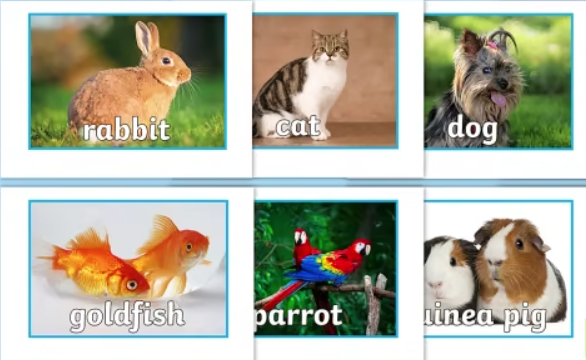 rabbit
cat
dog
goldfish
parrot
uinea pig